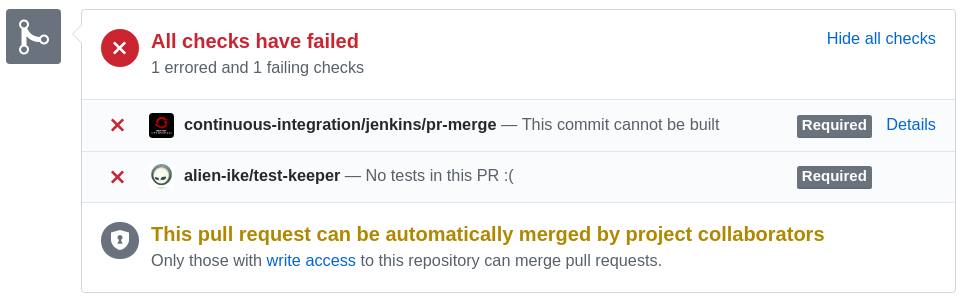 All checks have failed
Hide all checks
1 errored and 1 failing checks
continuous-integration/jenkins/pr-merge — This commit cannot be built
Required
Details
alien-ike/test-keeper — No tests in this PR :(
Required
This pull request can be automatically merged by project collaborators
Only those with write access to this repository can merge pull requests.